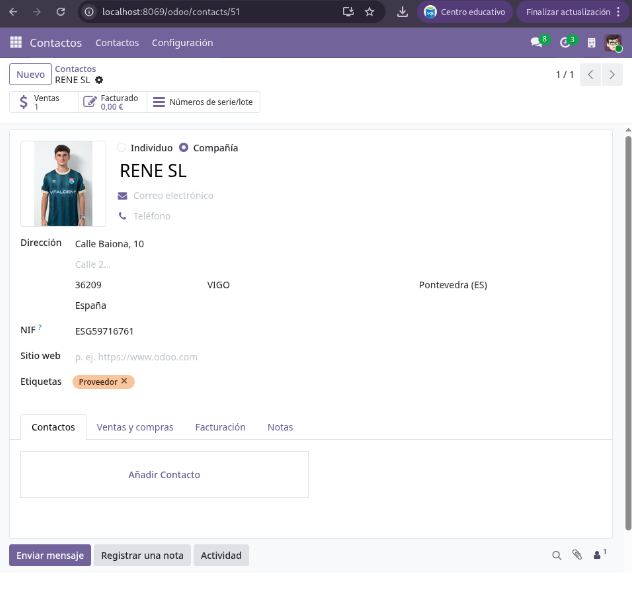 localhost:8069/odoo/contacts/51
Centro educativo
Finalizar actualización
Contactos
Contactos
Configuración
8
3
Nuevo
Contactos
RENE SL
1 / 1
Ventas
1
Facturado
0,00 €
Números de serie/lote
Individuo
Compañía
RENE SL
Correo electrónico
Teléfono
Dirección
Calle Baiona, 10
Calle 2...
36209
VIGO
Pontevedra (ES)
España
NIF ?
ESG59716761
Sitio web
p. ej. https://www.odoo.com
Etiquetas
Proveedor
Contactos
Ventas y compras
Facturación
Notas
Añadir Contacto
Enviar mensaje
Registrar una nota
Actividad
1